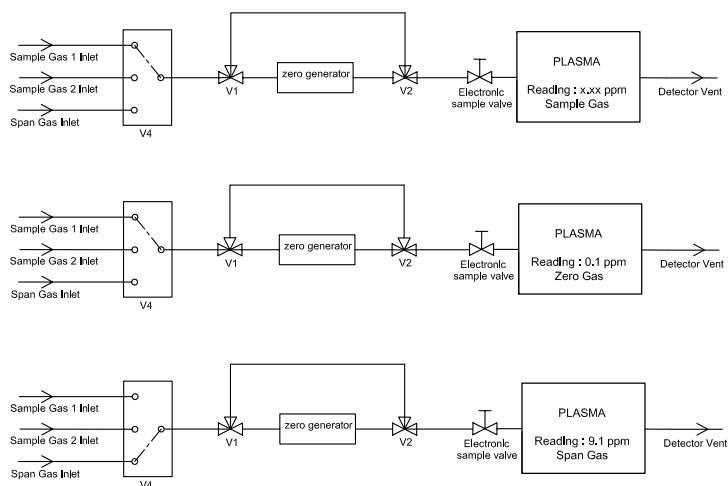 Sample Gas 1 Inlet
Sample Gas 2 Inlet
Span Gas Inlet
V4
V1
zero generator
V2
Electronic
sample valve
PLASMA
Reading : x.xx ppm
Sample Gas
Detector Vent
Sample Gas 1 Inlet
Sample Gas 2 Inlet
Span Gas Inlet
V4
V1
zero generator
V2
Electronic
sample valve
PLASMA
Reading : 0.1 ppm
Zero Gas
Detector Vent
Sample Gas 1 Inlet
Sample Gas 2 Inlet
Span Gas Inlet
V4
V1
zero generator
V2
Electronic
sample valve
PLASMA
Reading : 9.1 ppm
Span Gas
Detector Vent